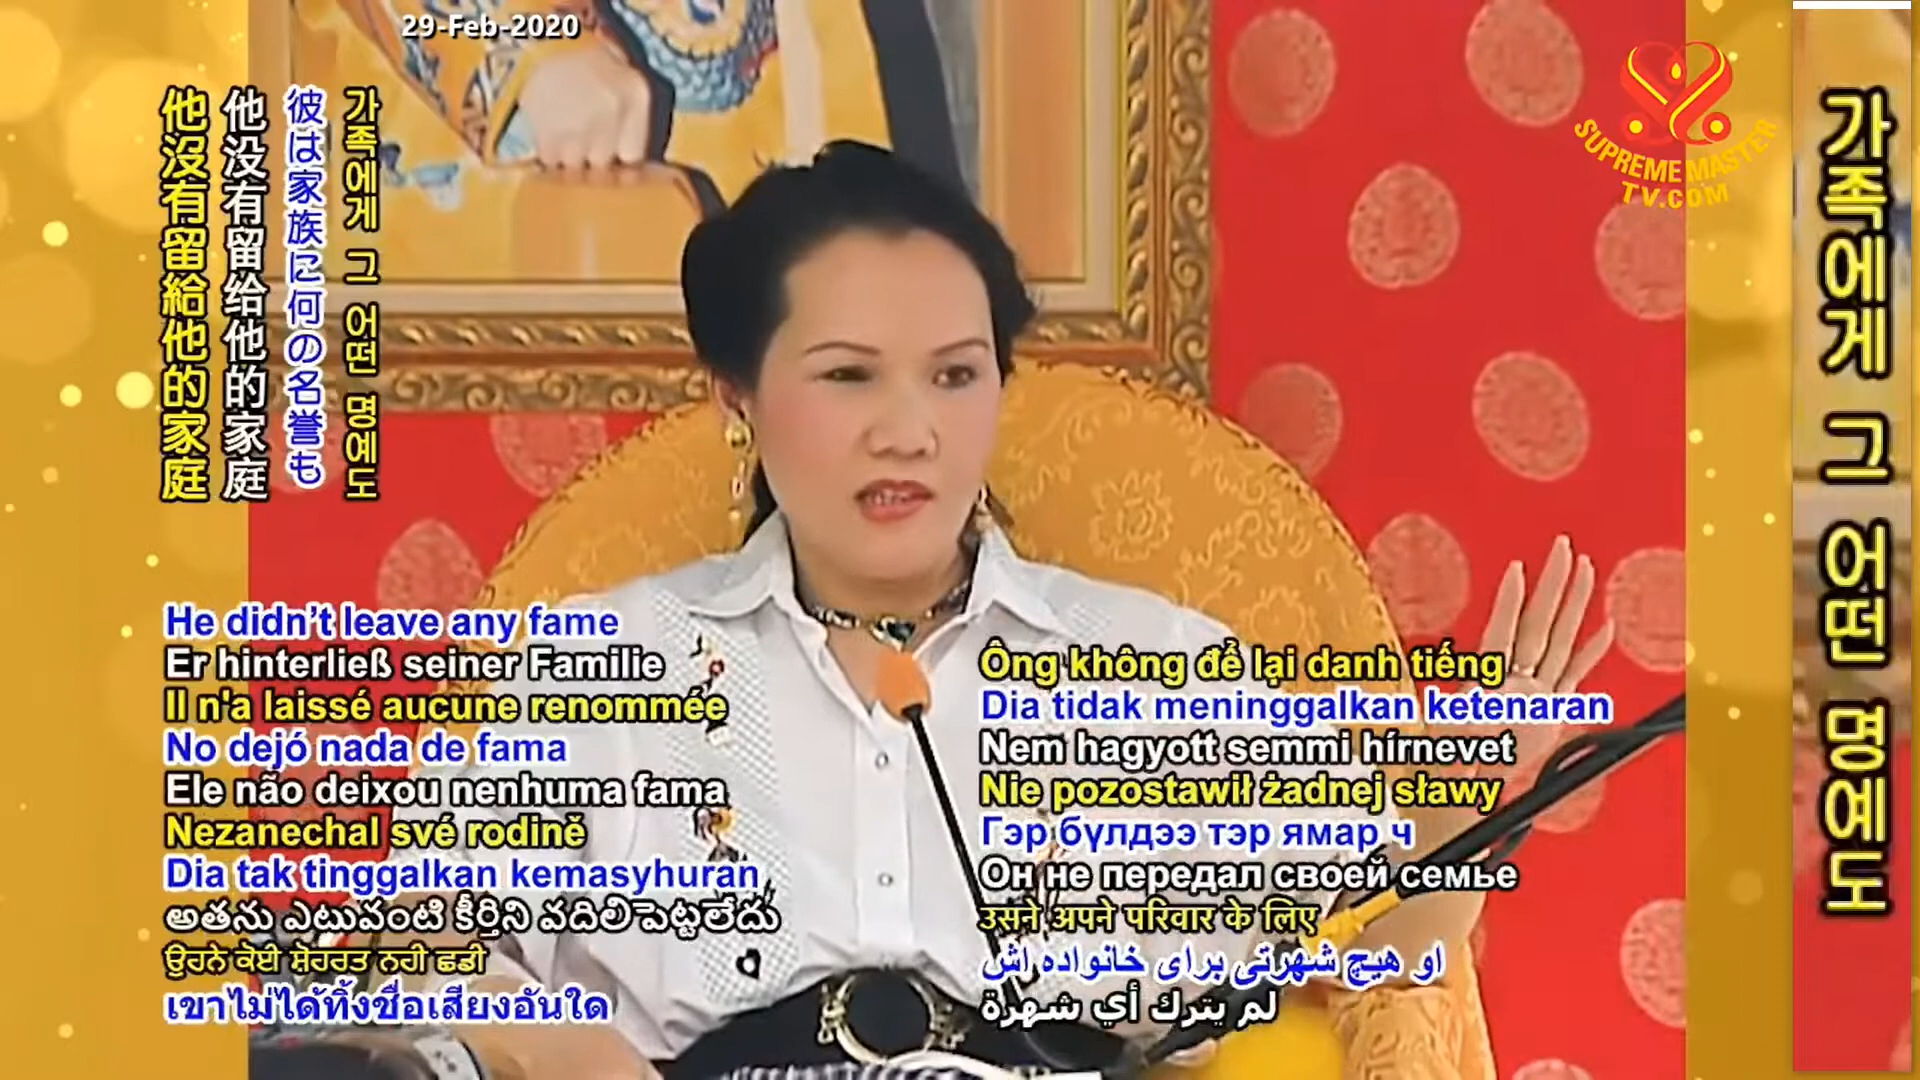 29-Feb-2020
SUPREME MASTER
TV.COM
가족에게 그 어떤 명예도
彼は家族に何の名誉も
他没有留给他的家庭
他沒有留給他的家庭
가족에게 그 어떤 명예도
He didn't leave any fame
Er hinterließ seiner Familie
Il n'a laissé aucune renommée
No dejó nada de fama
Ele não deixou nenhuma fama
Nezanechal své rodině
Dia tak tinggalkan kemasyhuran
అతను ఎటువంటి కీర్తిని వదిలిపెట్టలేదు
ਉਹਨੇ ਕੋਈ ਸ਼ੋਹਰਤ ਨਹੀ ਛਡੀ
เขาไม่ได้ทิ้งชื่อเสียงอันใด
Ông không để lại danh tiếng
Dia tidak meninggalkan ketenaran
Nem hagyott semmi hírnevet
Nie pozostawił żadnej sławy
Гэр бүлдээ тэр ямар ч
Он не передал своей семье
उसने अपने परिवार के लिए
او هیچ شهرتی برای خانواده اش
لم يترك أي شهرة